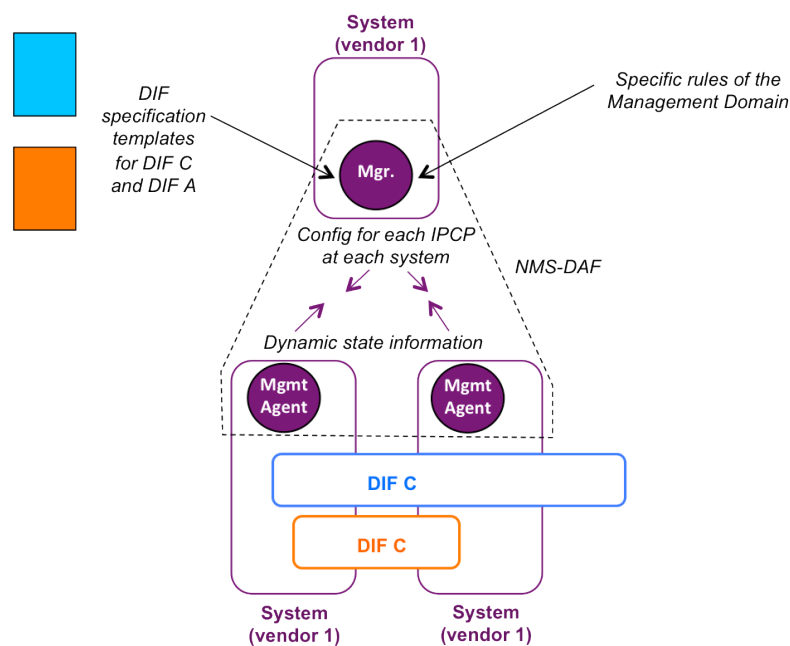 System
(vendor 1)
DIF
specification
templates
for DIF C
and DIF A
Specific rules of the
Management Domain
Mgr.
Config for each IPCP
at each system
NMS-DAF
Dynamic state information
Mgmt
Agent
Mgmt
Agent
DIF C
DIF C
System
(vendor 1)
System
(vendor 1)